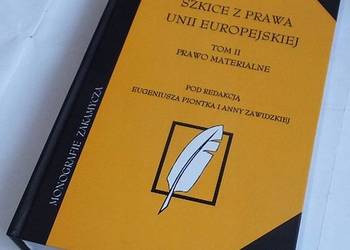 SZKICE Z PRAWA
UNII EUROPEJSKIEJ
TOM II
PRAWO MATERIALNE
POD REDAKCJĄ
EUGENIUSZA PIONTKA I ANNY ZAWIDZKIEJ
MONOGRAFIE ZAKAMYCZA